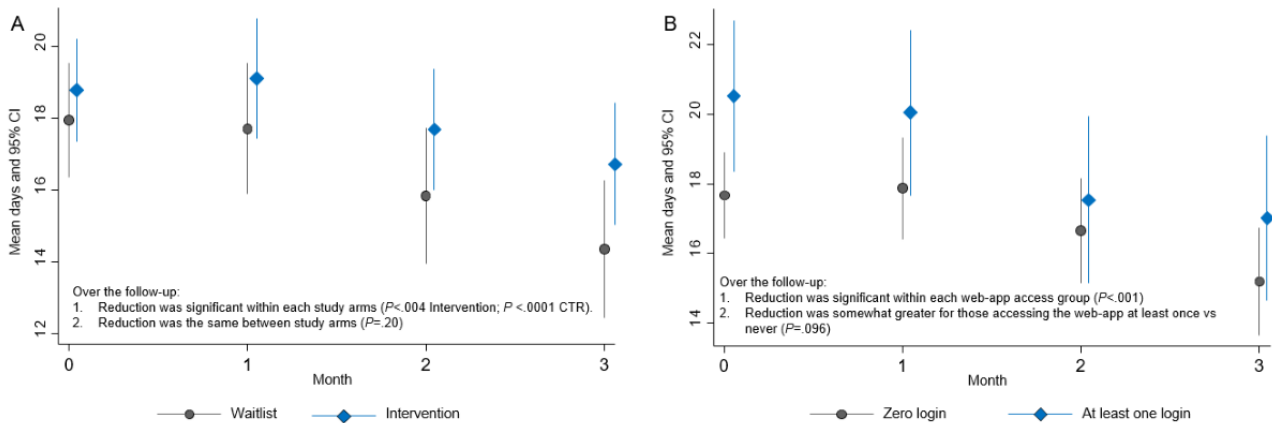 A
Mean days and 95% CI
20
18
16
14
12
Over the follow-up:
1. Reduction was significant within each study arms (P<.004 Intervention; P <.0001 CTR).
2. Reduction was the same between study arms (P=.20)
0 1 2 3
Month
Waitlist Intervention
B
Mean days and 95% CI
22
20
18
16
14
Over the follow-up:
1. Reduction was significant within each web-app access group (P<.001)
2. Reduction was somewhat greater for those accessing the web-app at least once vs
never (P=.096)
0 1 2 3
Month
Zero login At least one login